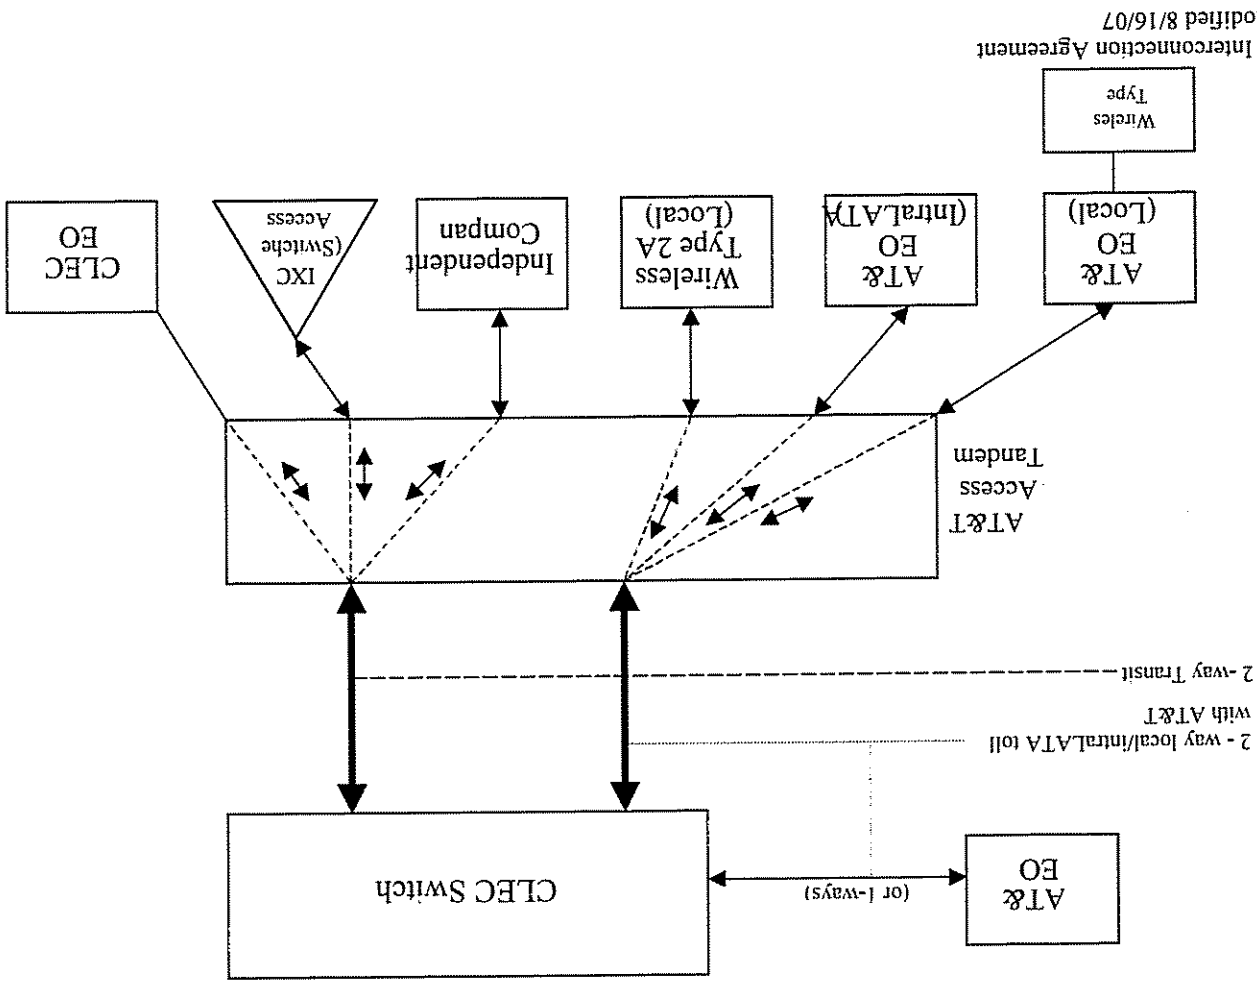 AT&
EO
(or 1-ways)
CLEC Switch
2 - way local/intraLATA toll
with AT&T
2 - way Transit
AT&T
Access
Tandem
AT&
EO
(Local)
AT&
EO
(IntraLATA
Wireless
Type 2A
(Local)
Independent
Compan
IXC
(Switche
Access
CLEC
EO
Wireles
Type
Interconnection Agreement
odified 8/16/07